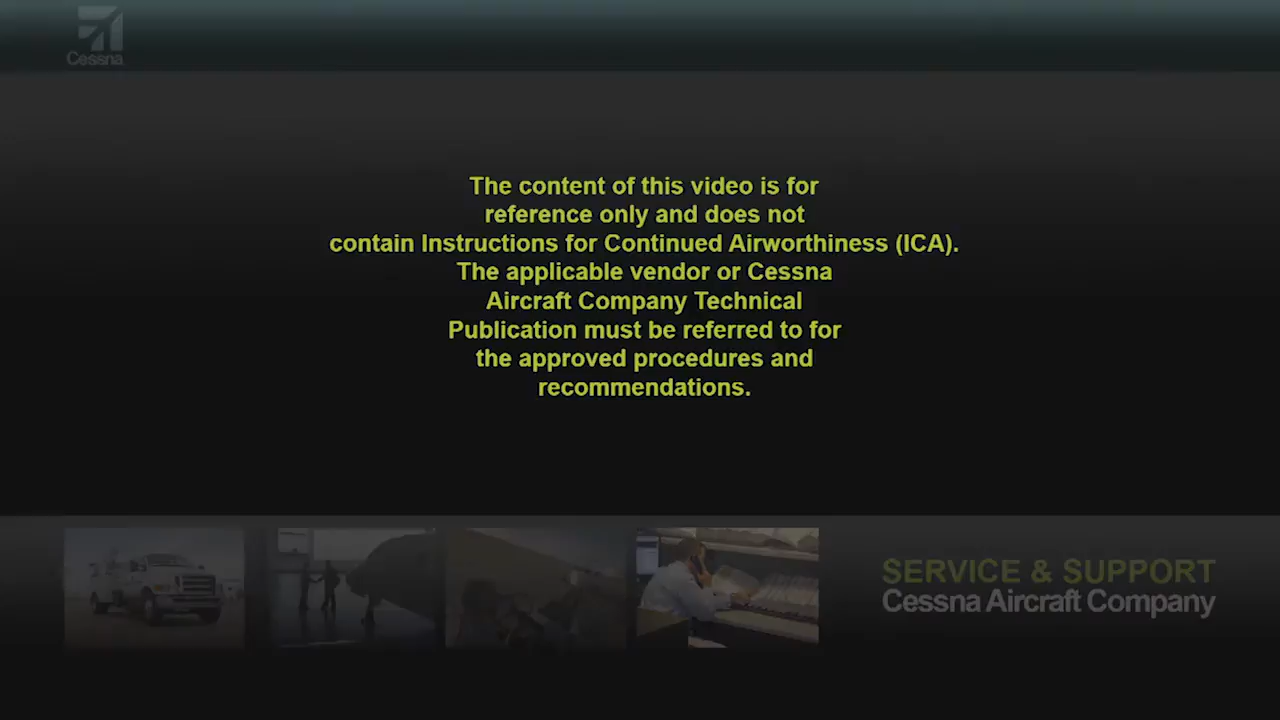 Cessna
The content of this video is for
reference only and does not
contain Instructions for Continued Airworthiness (ICA).
The applicable vendor or Cessna
Aircraft Company Technical
Publication must be referred to for
the approved procedures and
recommendations.
SERVICE & SUPPORT
Cessna Aircraft Company